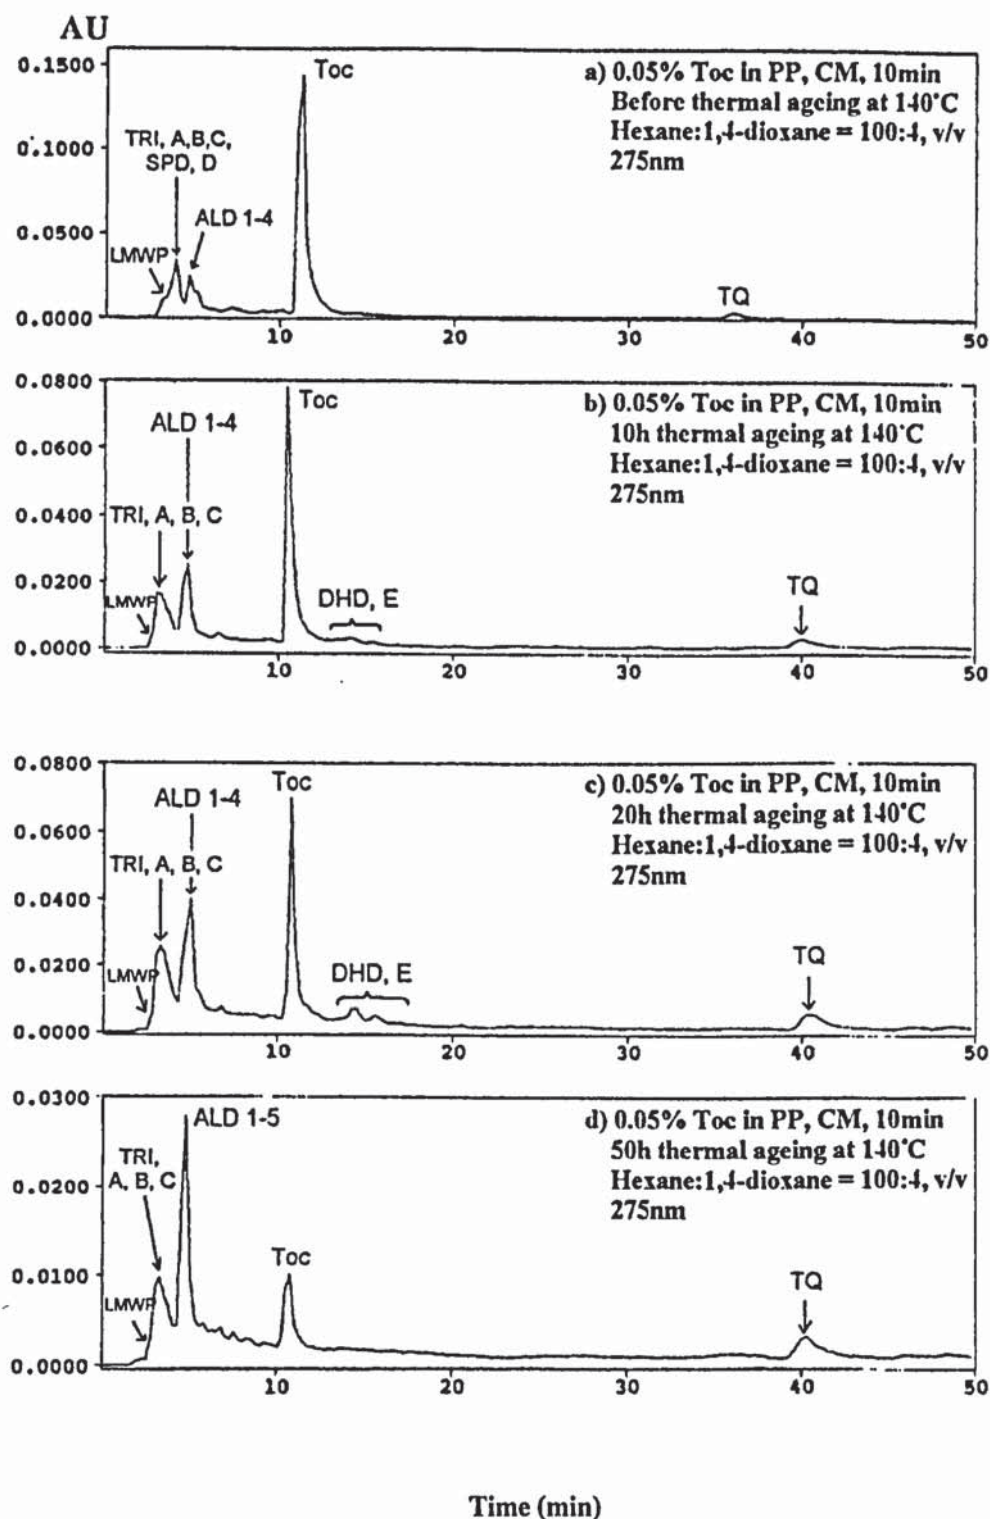 AU
0.1500
0.1000
0.0500
0.0000
Toc
TRI, A,B,C,
SPD, D
ALD 1-4
LMWP
TQ
a) 0.05% Toc in PP, CM, 10min
Before thermal ageing at 140°C
Hexane:1,4-dioxane = 100:4, v/v
275nm
10 20 30 40 50
0.0800
0.0600
0.0400
0.0200
0.0000
Toc
ALD 1-4
TRI, A, B, C
LMWP
DHD, E
TQ
b) 0.05% Toc in PP, CM, 10min
10h thermal ageing at 140°C
Hexane:1,4-dioxane = 100:4, v/v
275nm
10 20 30 40 50
0.0800
0.0600
0.0400
0.0200
0.0000
Toc
ALD 1-4
TRI, A, B, C
LMWP
DHD, E
TQ
c) 0.05% Toc in PP, CM, 10min
20h thermal ageing at 140°C
Hexane:1,4-dioxane = 100:4, v/v
275nm
10 20 30 40 50
0.0300
0.0200
0.0100
0.0000
ALD 1-5
TRI,
A, B, C
LMWP
Toc
TQ
d) 0.05% Toc in PP, CM, 10min
50h thermal ageing at 140°C
Hexane:1,4-dioxane = 100:4, v/v
275nm
10 20 30 40 50
Time (min)